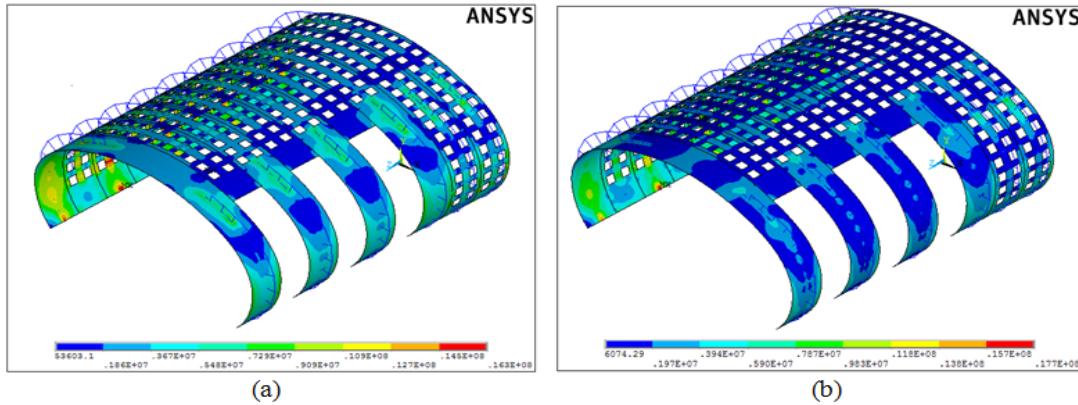 ANSYS
53603.1 .367E+07 .729E+07 .109E+08 .145E+08
.186E+07 .548E+07 .909E+07 .127E+08 .163E+08
(a)
ANSYS
6074.29 .394E+07 .787E+07 .118E+08 .157E+08
.197E+07 .590E+07 .983E+07 .138E+08 .177E+08
(b)